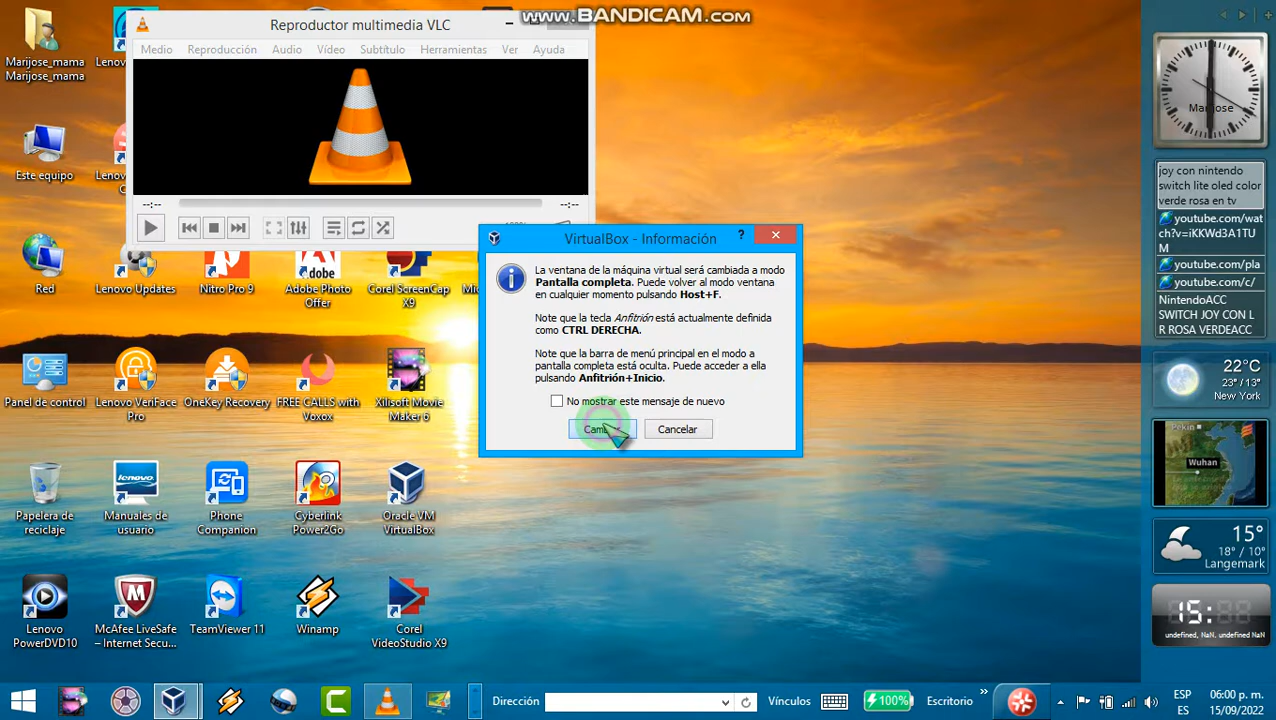 www.BANDICAM.com
Reproductor multimedia VLC
Medio Reproducción Audio Vídeo Subtítulo Herramientas Ver Ayuda
--:-- --:--
Marijose_mama
Marijose_mama
Este equipo
Red
Lenovo Updates
Nitro Pro 9
Adobe
Adobe Photo
Offer
Corel ScreenCap
X9
Panel de control
Lenovo VeriFace
Pro
OneKey Recovery
FREE CALLS with
Voxox
Xilisoft Movie
Maker 6
Papelera de
reciclaje
lenovo
Manuales de
usuario
Phone
Companion
Cyberlink
Power2Go
Oracle VM
VirtualBox
Lenovo
PowerDVD10
McAfee LiveSafe
– Internet Secu...
TeamViewer 11
Winamp
Corel
VideoStudio X9
VirtualBox - Información
?
La ventana de la máquina virtual será cambiada a modo
Pantalla completa. Puede volver al modo ventana
en cualquier momento pulsando Host+F.
Note que la tecla Anfitrión está actualmente definida
como CTRL DERECHA.
Note que la barra de menú principal en el modo a
pantalla completa está oculta. Puede acceder a ella
pulsando Anfitrión+Inicio.
No mostrar este mensaje de nuevo
Cancelar
Marijose
joy con nintendo
switch lite oled color
verde rosa en tv
youtube.com/wat
ch?v=iKKWd3A1TU
M
youtube.com/pla
youtube.com/c/
NintendoACC
SWITCH JOY CON L
R ROSA VERDEACC
22°C
23° / 13°
New York
Pekín
Wuhan
15°
18° / 10°
Langemark
15:
undefined, NaN. undefined NaN
Dirección
Vínculos
100%
Escritorio
ESP
ES
06:00 p. m.
15/09/2022